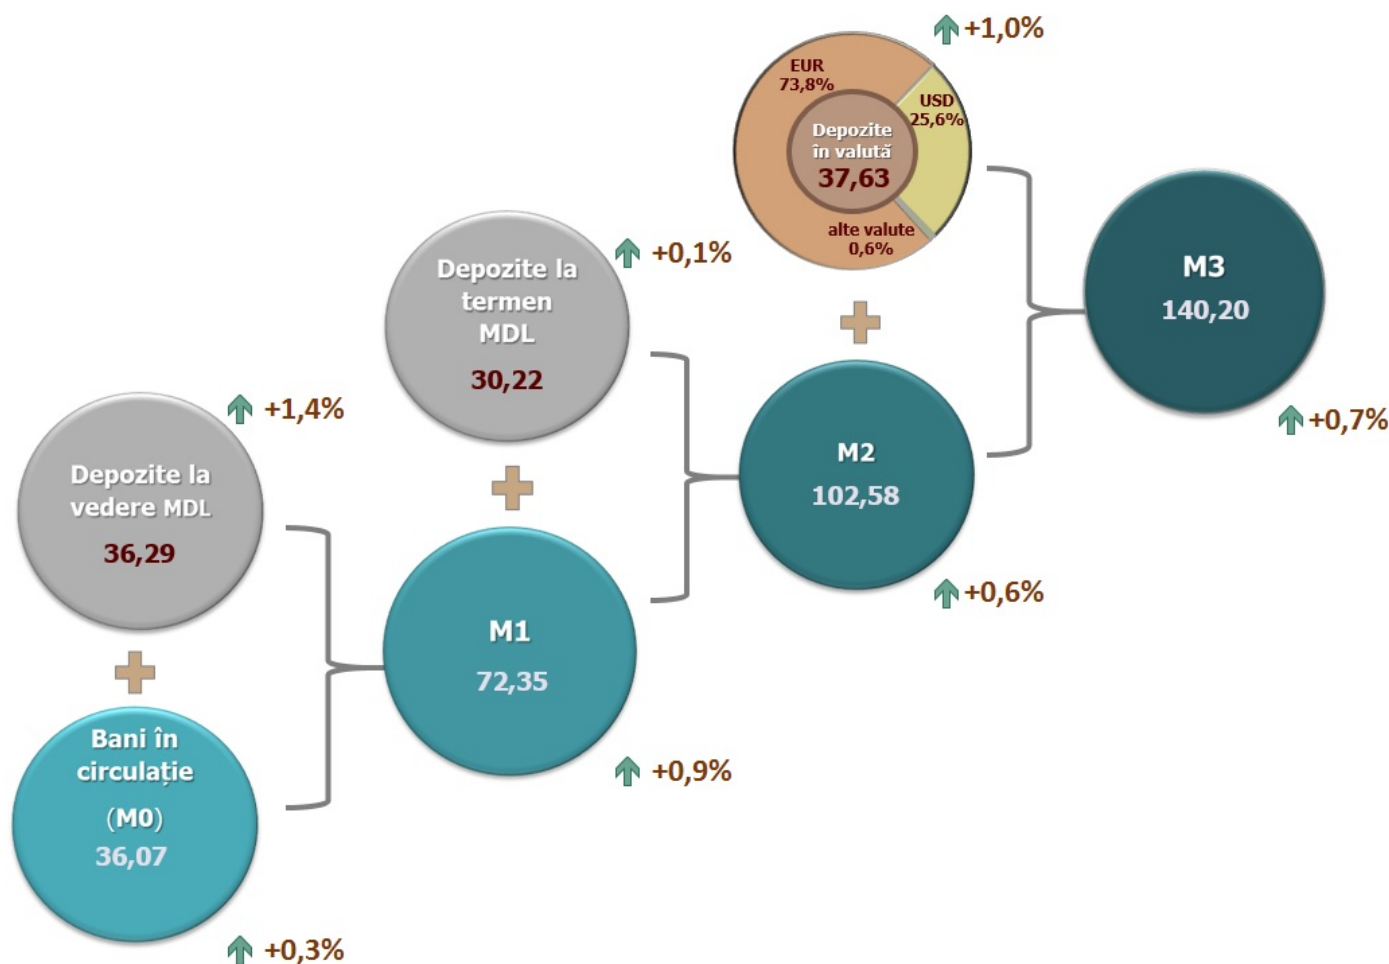 +1,0%
EUR
73,8%
USD
25,6%
Depozite
în valută
37,63
alte valute
0,6%
M3
140,20
+0,7%
Depozite la
termen
MDL
30,22
+0,1%
M2
102,58
+0,6%
Depozite la
vedere MDL
36,29
+1,4%
M1
72,35
+0,9%
Bani în
circulație
(M0)
36,07
+0,3%